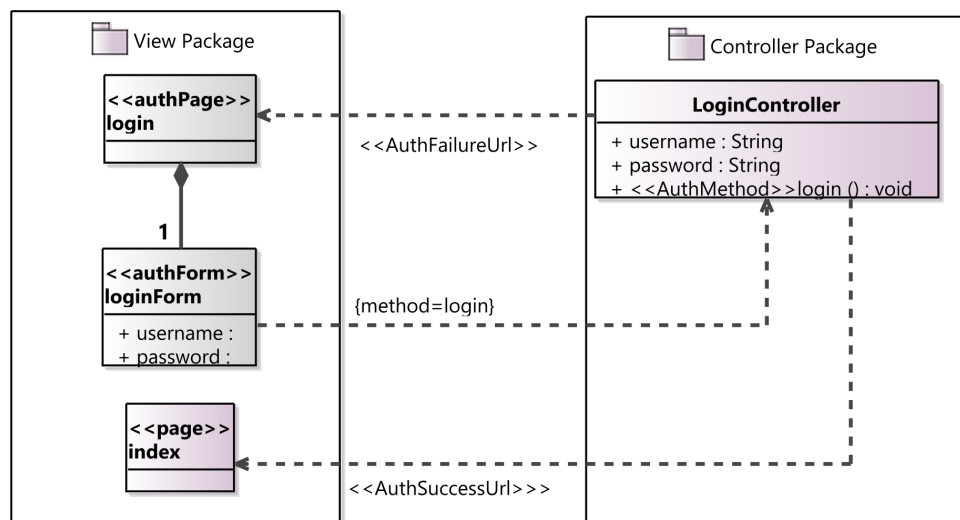 View Package
<<authPage>>
login
1
<<authForm>>
loginForm
+ username :
+ password :
<<page>>
index
<<AuthFailureUrl>>
{method=login}
<<AuthSuccessUrl>>>
Controller Package
LoginController
+ username : String
+ password : String
+ <<AuthMethod>>login () : void